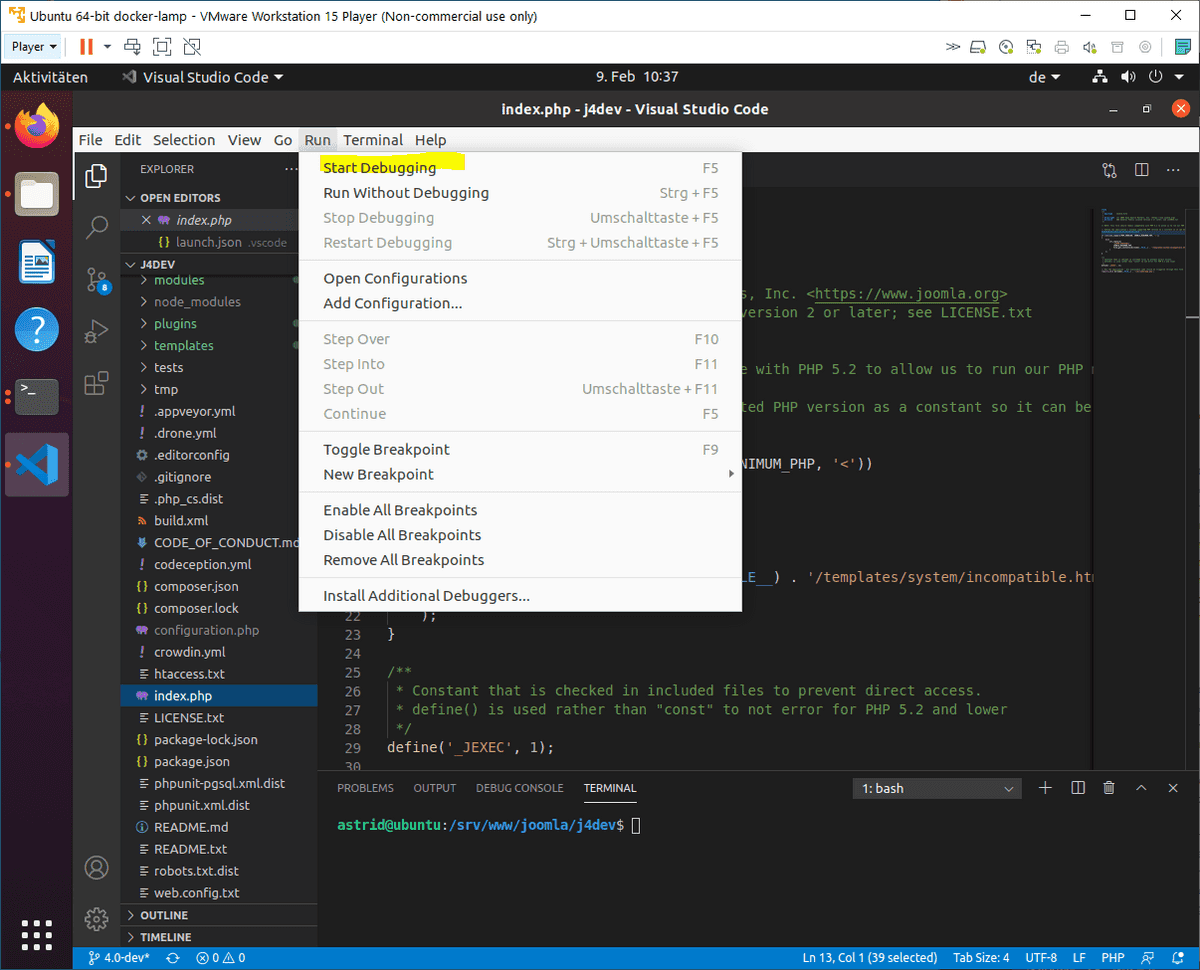 Ubuntu 64-bit docker-lamp - VMware Workstation 15 Player (Non-commercial use only)
Player
Aktivitäten
Visual Studio Code
9. Feb 10:37
de
index.php - j4dev - Visual Studio Code
File Edit Selection View Go Run Terminal Help
EXPLORER
OPEN EDITORS
index.php
launch.json .vscode
J4DEV
modules
node_modules
plugins
templates
tests
tmp
.appveyor.yml
.drone.yml
.editorconfig
.gitignore
.php_cs.dist
build.xml
CODE_OF_CONDUCT.md
codeception.yml
composer.json
composer.lock
configuration.php
crowdin.yml
htaccess.txt
index.php
LICENSE.txt
package-lock.json
package.json
phpunit-pgsql.xml.dist
phpunit.xml.dist
README.md
README.txt
robots.txt.dist
web.config.txt
OUTLINE
TIMELINE
8
Start Debugging F5
Run Without Debugging Strg + F5
Stop Debugging Umschalttaste + F5
Restart Debugging Strg + Umschalttaste + F5
Open Configurations
Add Configuration...
Step Over F10
Step Into F11
Step Out Umschalttaste + F11
Continue F5
Toggle Breakpoint F9
New Breakpoint
Enable All Breakpoints
Disable All Breakpoints
Remove All Breakpoints
Install Additional Debuggers...
s, Inc. <https://www.joomla.org>
version 2 or later; see LICENSE.txt
e with PHP 5.2 to allow us to run our PHP
ted PHP version as a constant so it can be
NIMUM_PHP, '<'))
LE__) . '/templates/system/incompatible.htm
22 );
23 }
24
25 /**
26 * Constant that is checked in included files to prevent direct access.
27 * define() is used rather than "const" to not error for PHP 5.2 and lower
28 */
29 define('_JEXEC', 1);
30
PROBLEMS OUTPUT DEBUG CONSOLE TERMINAL
1: bash
astrid@ubuntu:/srv/www/joomla/j4dev$
4.0-dev* 0 0
Ln 13, Col 1 (39 selected) Tab Size: 4 UTF-8 LF PHP